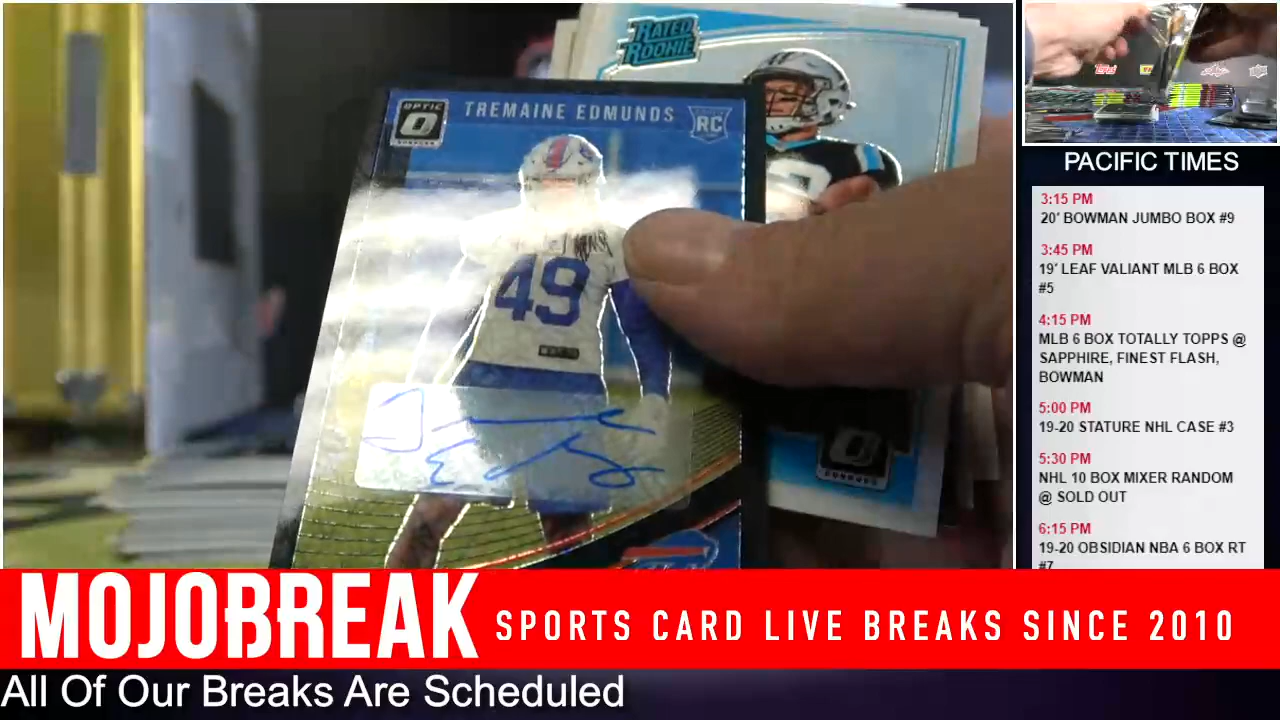 RATED
ROOKIE
OPTIC
TREMAINE EDMUNDS
RC
49
PACIFIC TIMES
3:15 PM
20' BOWMAN JUMBO BOX #9
3:45 PM
19' LEAF VALIANT MLB 6 BOX
#5
4:15 PM
MLB 6 BOX TOTALLY TOPPS @
SAPPHIRE, FINEST FLASH,
BOWMAN
5:00 PM
19-20 STATURE NHL CASE #3
5:30 PM
NHL 10 BOX MIXER RANDOM
@ SOLD OUT
6:15 PM
19-20 OBSIDIAN NBA 6 BOX RT
#7
MOJOBREAK SPORTS CARD LIVE BREAKS SINCE 2010
All Of Our Breaks Are Scheduled